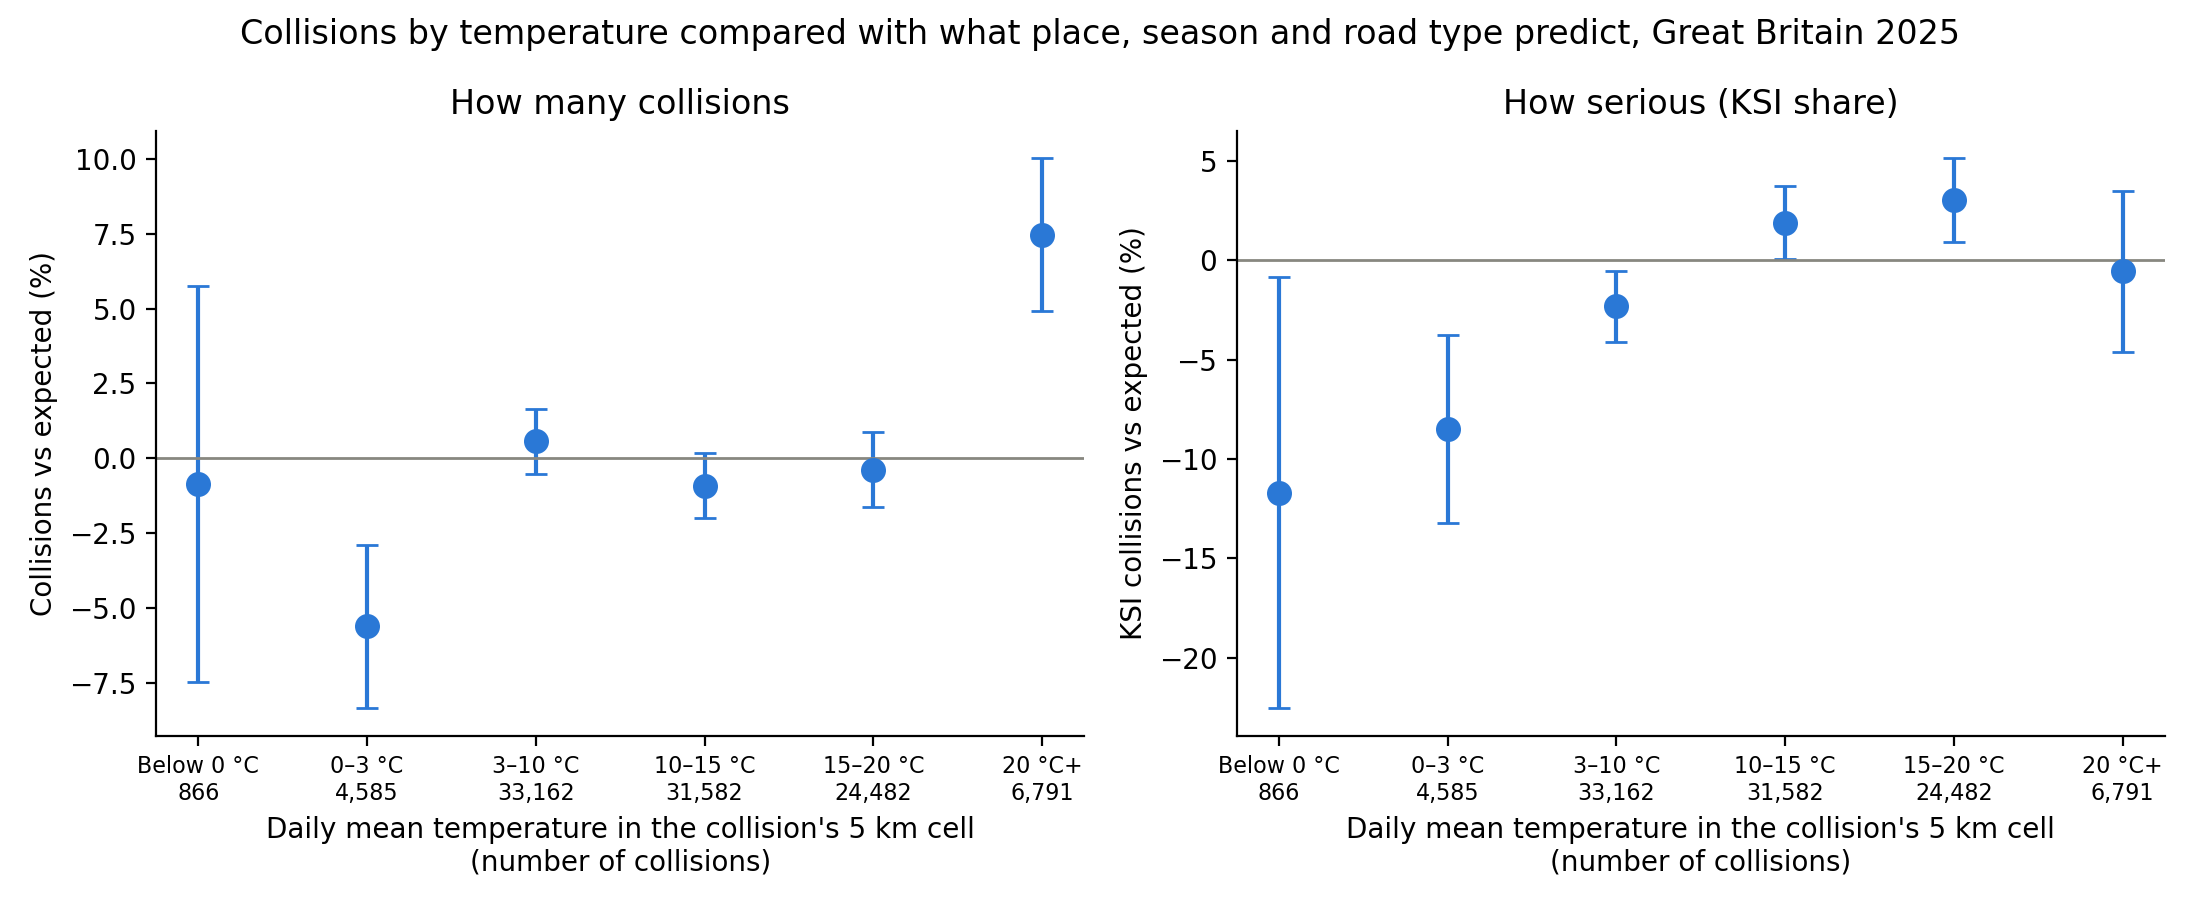 Collisions by temperature compared with what place, season and road type predict, Great Britain 2025
How many collisions
Collisions vs expected (%)
10.0
7.5
5.0
2.5
0.0
−2.5
−5.0
−7.5
Below 0 °C
866
0–3 °C
4,585
3–10 °C
33,162
10–15 °C
31,582
15–20 °C
24,482
20 °C+
6,791
Daily mean temperature in the collision's 5 km cell
(number of collisions)
How serious (KSI share)
KSI collisions vs expected (%)
5
0
−5
−10
−15
−20
Below 0 °C
866
0–3 °C
4,585
3–10 °C
33,162
10–15 °C
31,582
15–20 °C
24,482
20 °C+
6,791
Daily mean temperature in the collision's 5 km cell
(number of collisions)